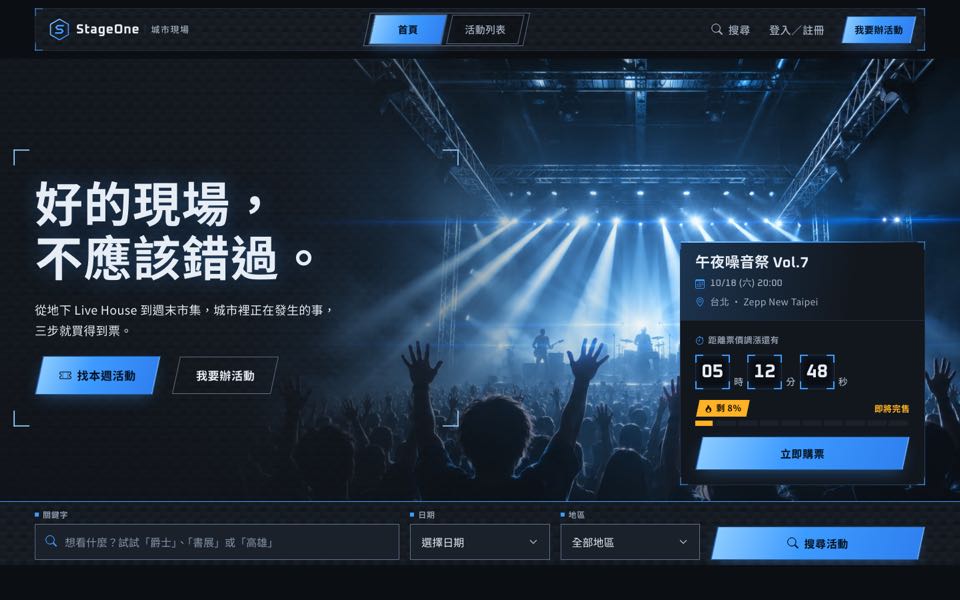 StageOne 城市現場
首頁
活動列表
搜尋
登入／註冊
我要辦活動
好的現場，
不應該錯過。
從地下 Live House 到週末市集，城市裡正在發生的事，
三步就買得到票。
找本週活動
我要辦活動
午夜噪音祭 Vol.7
10/18 (六) 20:00
台北 · Zepp New Taipei
距離票價調漲還有
05 時 12 分 48 秒
剩 8%
即將完售
立即購票
關鍵字
想看什麼？試試「爵士」、「書展」或「高雄」
日期
選擇日期
地區
全部地區
搜尋活動